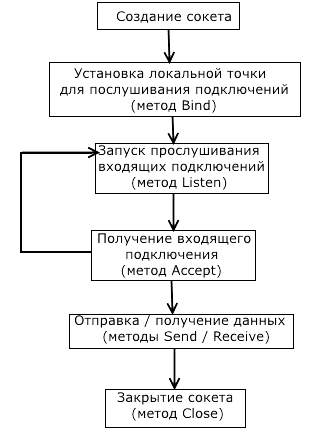 Создание сокета
Установка локальной точки
для послушивания подключений
(метод Bind)
Запуск прослушивания
входящих подключений
(метод Listen)
Получение входящего
подключения
(метод Accept)
Отправка / получение данных
(методы Send / Receive)
Закрытие сокета
(метод Close)